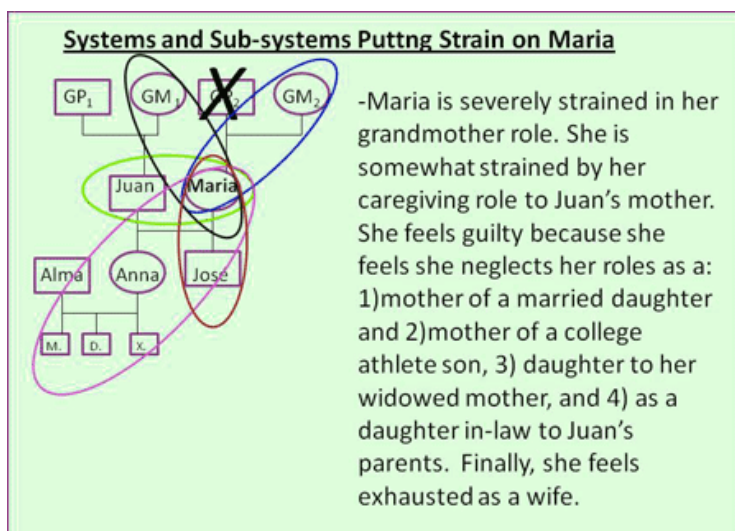 Systems and Sub-systems Puttng Strain on Maria
GP1 GM1 GP2 GM2
Juan Maria
Alma Anna Jose
M. D. X.
-Maria is severely strained in her
grandmother role. She is
somewhat strained by her
caregiving role to Juan's mother.
She feels guilty because she
feels she neglects her roles as a:
1)mother of a married daughter
and 2)mother of a college
athlete son, 3) daughter to her
widowed mother, and 4) as a
daughter in-law to Juan's
parents. Finally, she feels
exhausted as a wife.